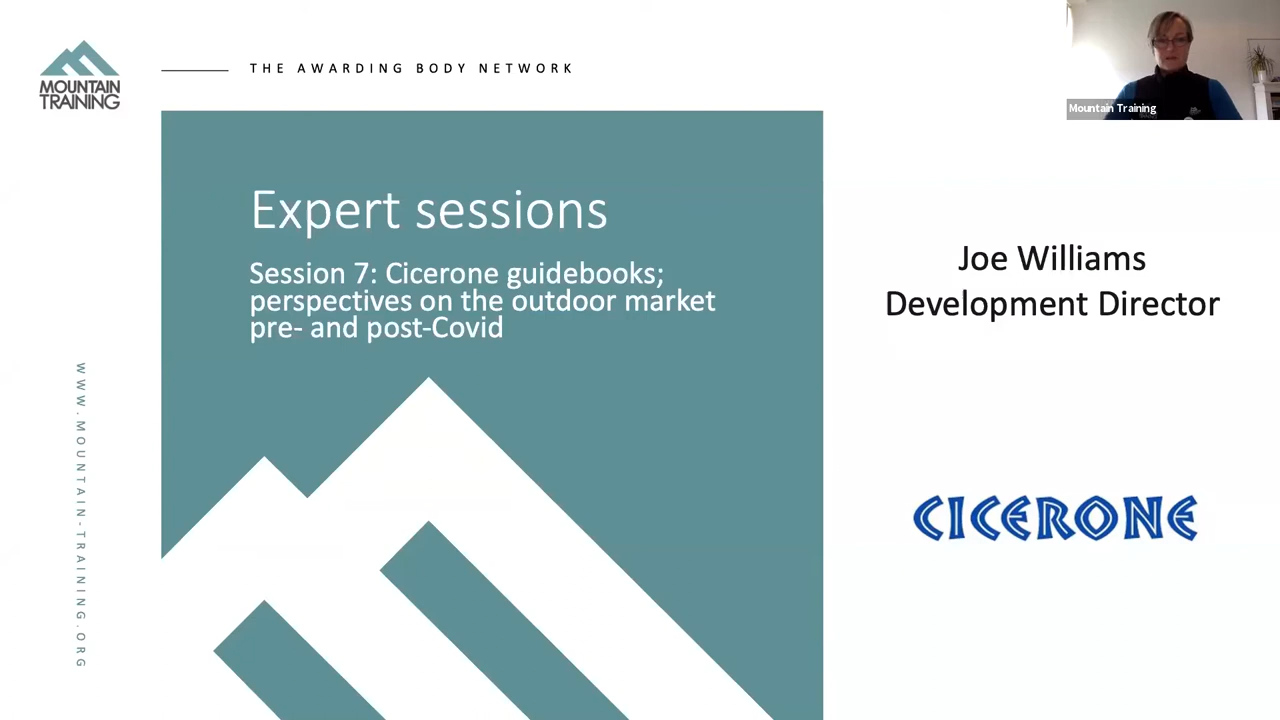 MOUNTAIN
TRAINING
THE AWARDING BODY NETWORK
Mountain Training
Expert sessions
Session 7: Cicerone guidebooks;
perspectives on the outdoor market
pre- and post-Covid
Joe Williams
Development Director
CICERONE
WWW.MOUNTAIN-TRAINING.ORG